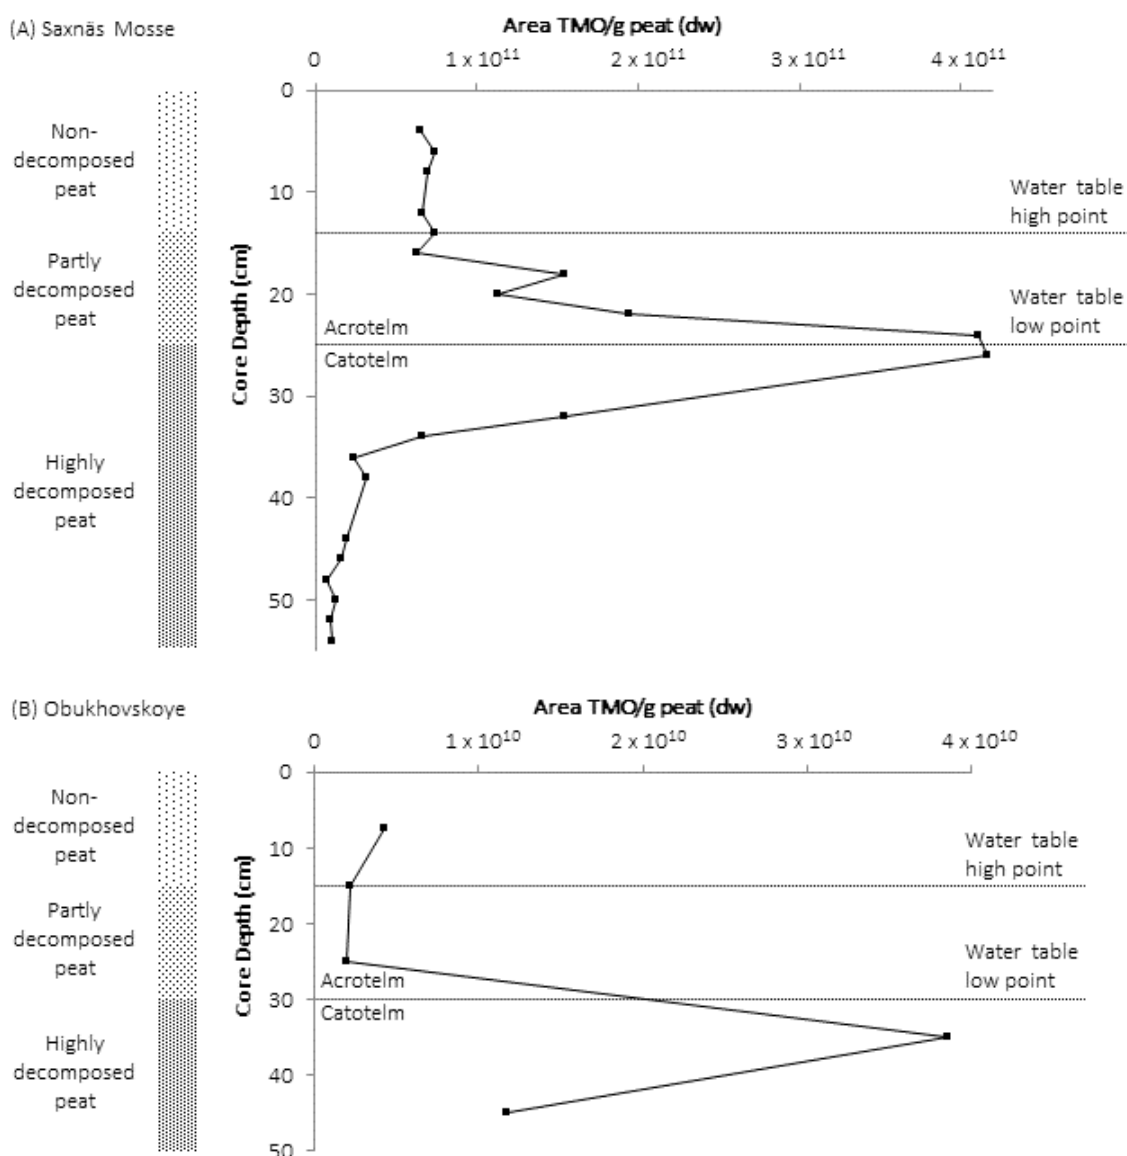 (A) Saxnäs Mosse
Area TMO/g peat (dw)
0
1 x 10¹¹
2 x 10¹¹
3 x 10¹¹
4 x 10¹¹
0
10
20
30
40
50
Core Depth (cm)
Non-
decomposed
peat
Partly
decomposed
peat
Highly
decomposed
peat
Water table
high point
Water table
low point
Acrotelm
Catotelm
(B) Obukhovskoye
Area TMO/g peat (dw)
0
1 x 10¹⁰
2 x 10¹⁰
3 x 10¹⁰
4 x 10¹⁰
0
10
20
30
40
50
Core Depth (cm)
Non-
decomposed
peat
Partly
decomposed
peat
Highly
decomposed
peat
Water table
high point
Water table
low point
Acrotelm
Catotelm